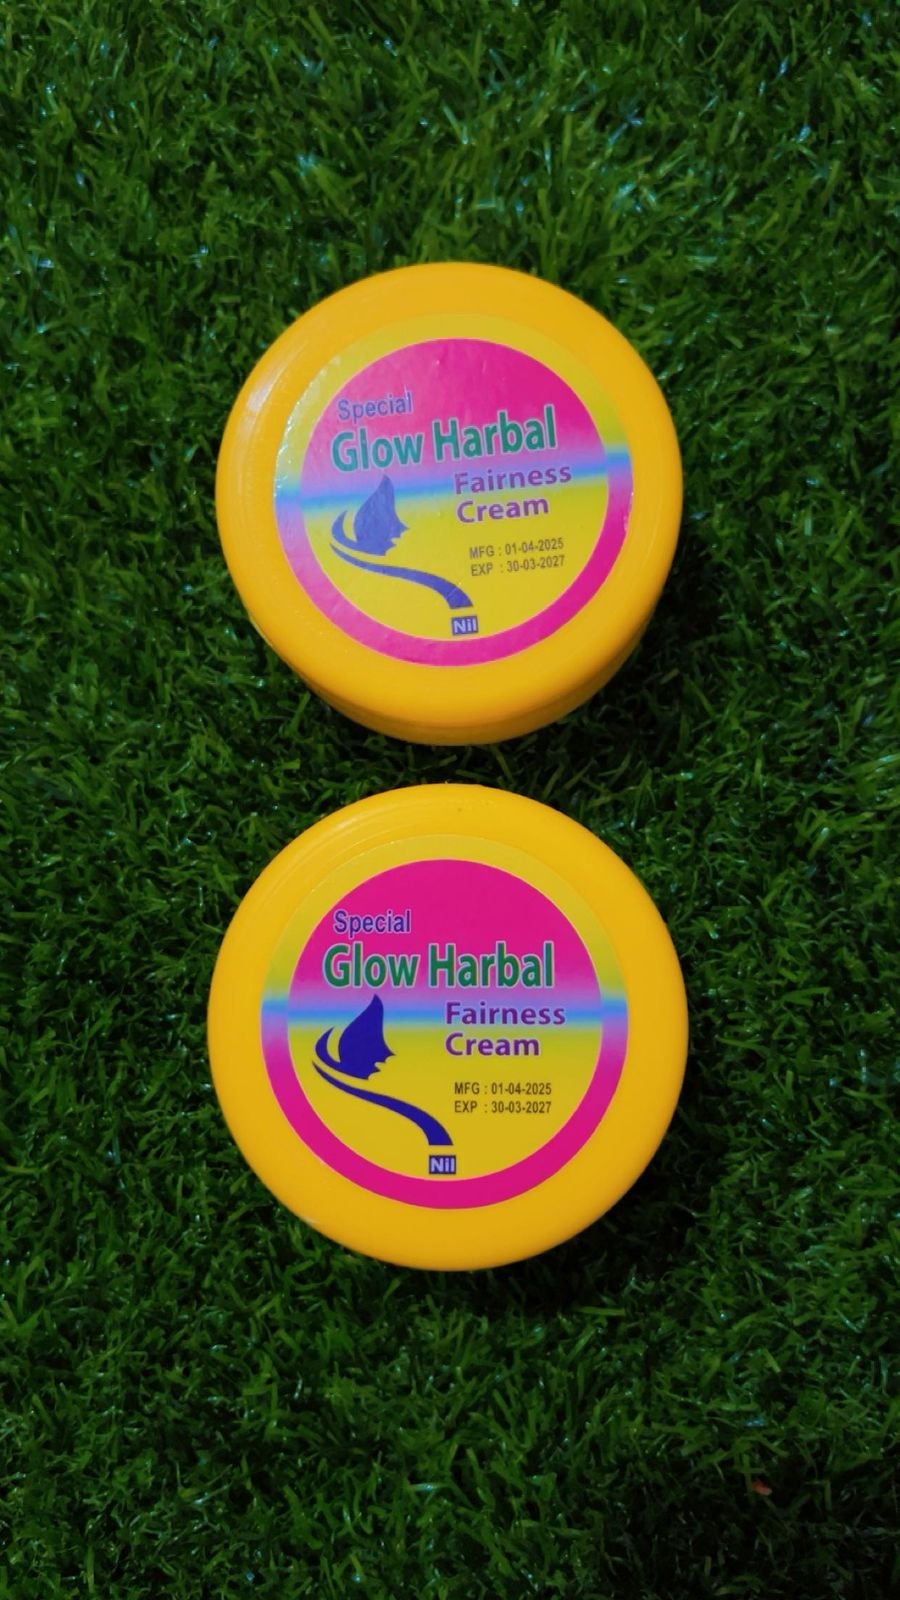 Special
Glow Harbal
Fairness
Cream
MFG : 01-04-2025
EXP : 30-03-2027
Nil
Special
Glow Harbal
Fairness
Cream
MFG : 01-04-2025
EXP : 30-03-2027
Nil